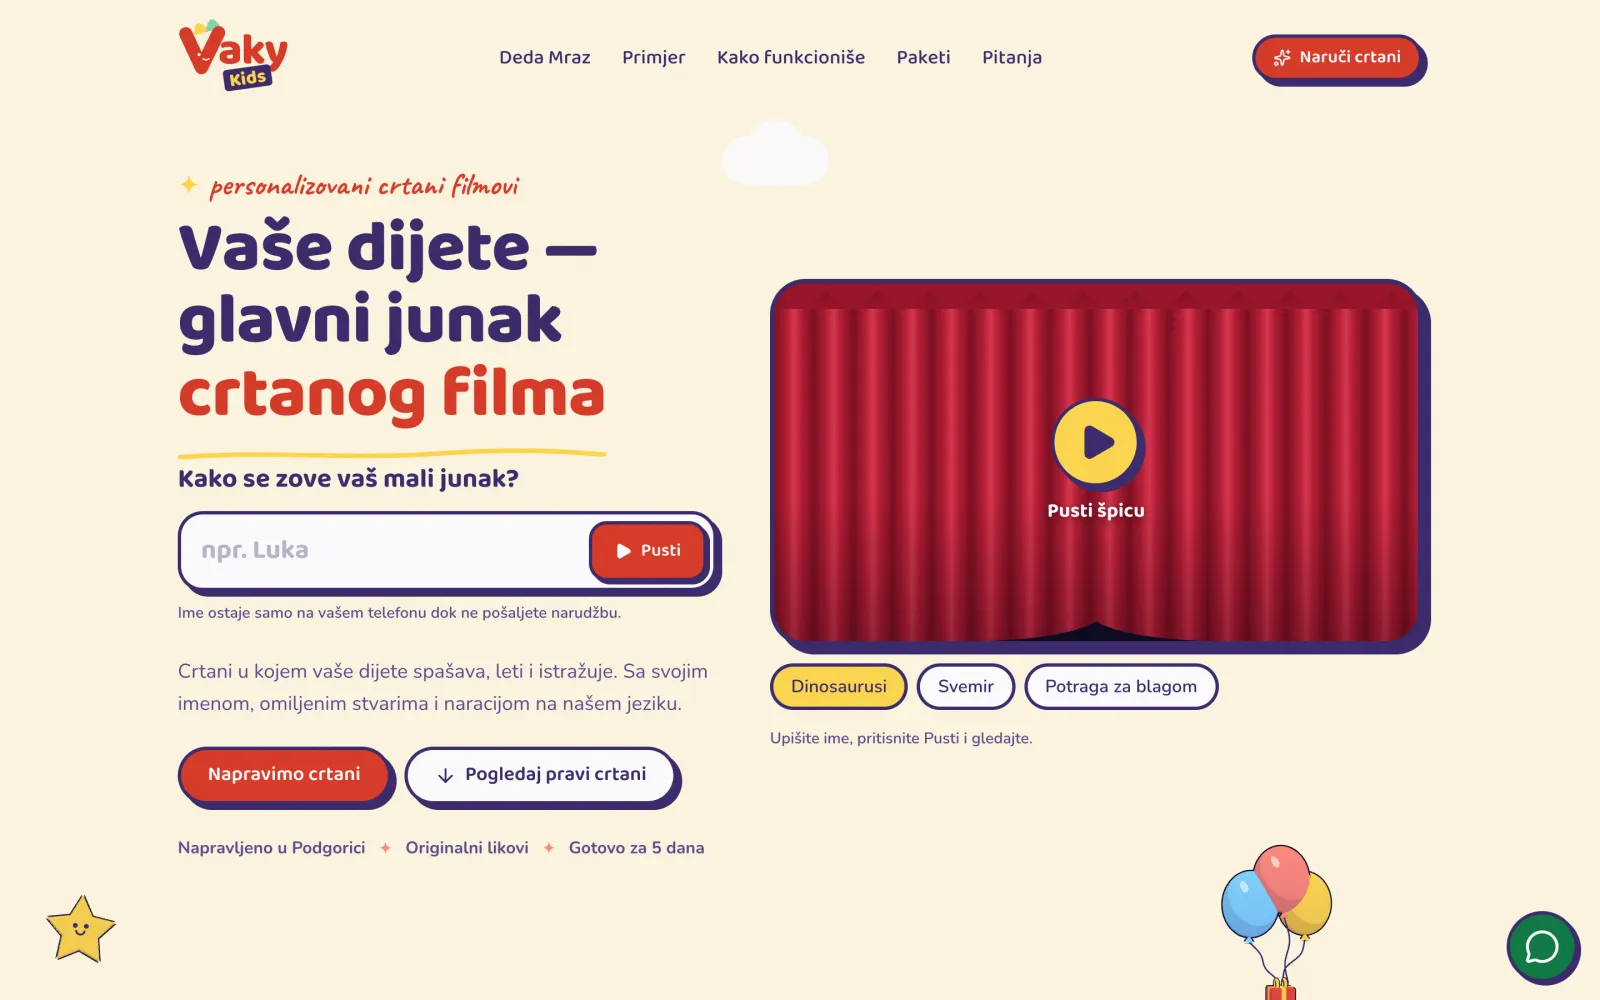 Vaky
Kids
Deda Mraz
Primjer
Kako funkcioniše
Paketi
Pitanja
Naruči crtani
personalizovani crtani filmovi
Vaše dijete —
glavni junak
crtanog filma
Kako se zove vaš mali junak?
npr. Luka
Pusti
Ime ostaje samo na vašem telefonu dok ne pošaljete narudžbu.
Crtani u kojem vaše dijete spašava, leti i istražuje. Sa svojim
imenom, omiljenim stvarima i naracijom na našem jeziku.
Napravimo crtani
Pogledaj pravi crtani
Napravljeno u Podgorici ✦ Originalni likovi ✦ Gotovo za 5 dana
Pusti špicu
Dinosaurusi
Svemir
Potraga za blagom
Upišite ime, pritisnite Pusti i gledajte.